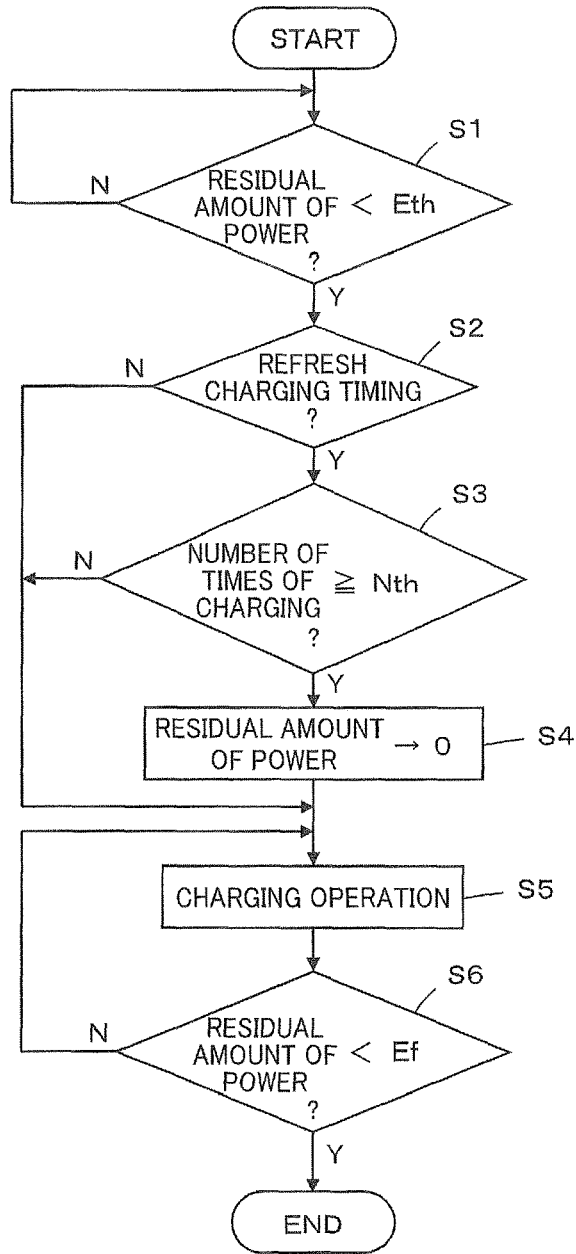 START
S1
N
RESIDUAL
AMOUNT OF < Eth
POWER
?
Y
S2
N
REFRESH
CHARGING TIMING
?
Y
S3
N
NUMBER OF
TIMES OF ≧ Nth
CHARGING
?
Y
RESIDUAL AMOUNT
OF POWER → 0
S4
CHARGING OPERATION
S5
S6
N
RESIDUAL
AMOUNT OF < Ef
POWER
?
Y
END